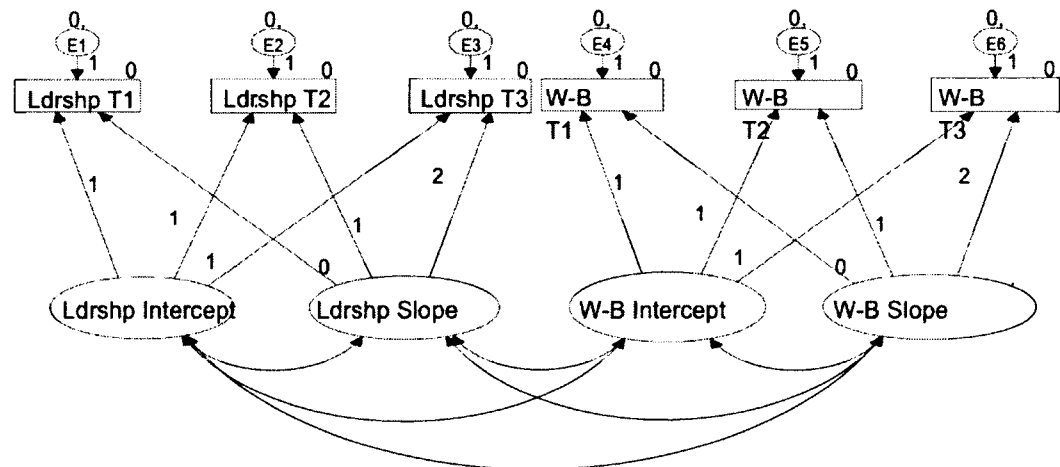 0, 0, 0, 0, 0, 0,
E1 E2 E3 E4 E5 E6
1 0 1 0 1 0 1 0 1 0 1 0
Ldrshp T1 Ldrshp T2 Ldrshp T3 W-B W-B W-B
T1 T2 T3
1 2 1 2
1 1 1 1
1 0 1 0
Ldrshp Intercept Ldrshp Slope W-B Intercept W-B Slope